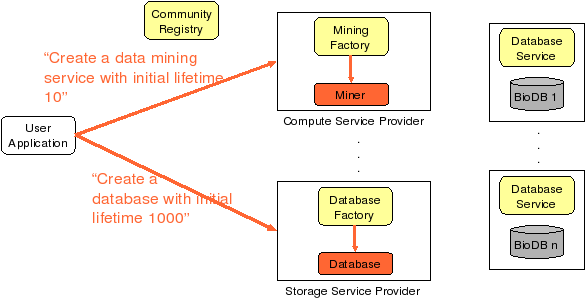 Community
Registry
“Create a data mining
service with initial lifetime
10”
User
Application
“Create a
database with initial
lifetime 1000”
Mining
Factory
Miner
Compute Service Provider
.
.
.
Database
Factory
Database
Storage Service Provider
Database
Service
BioDB 1
.
.
.
Database
Service
BioDB n